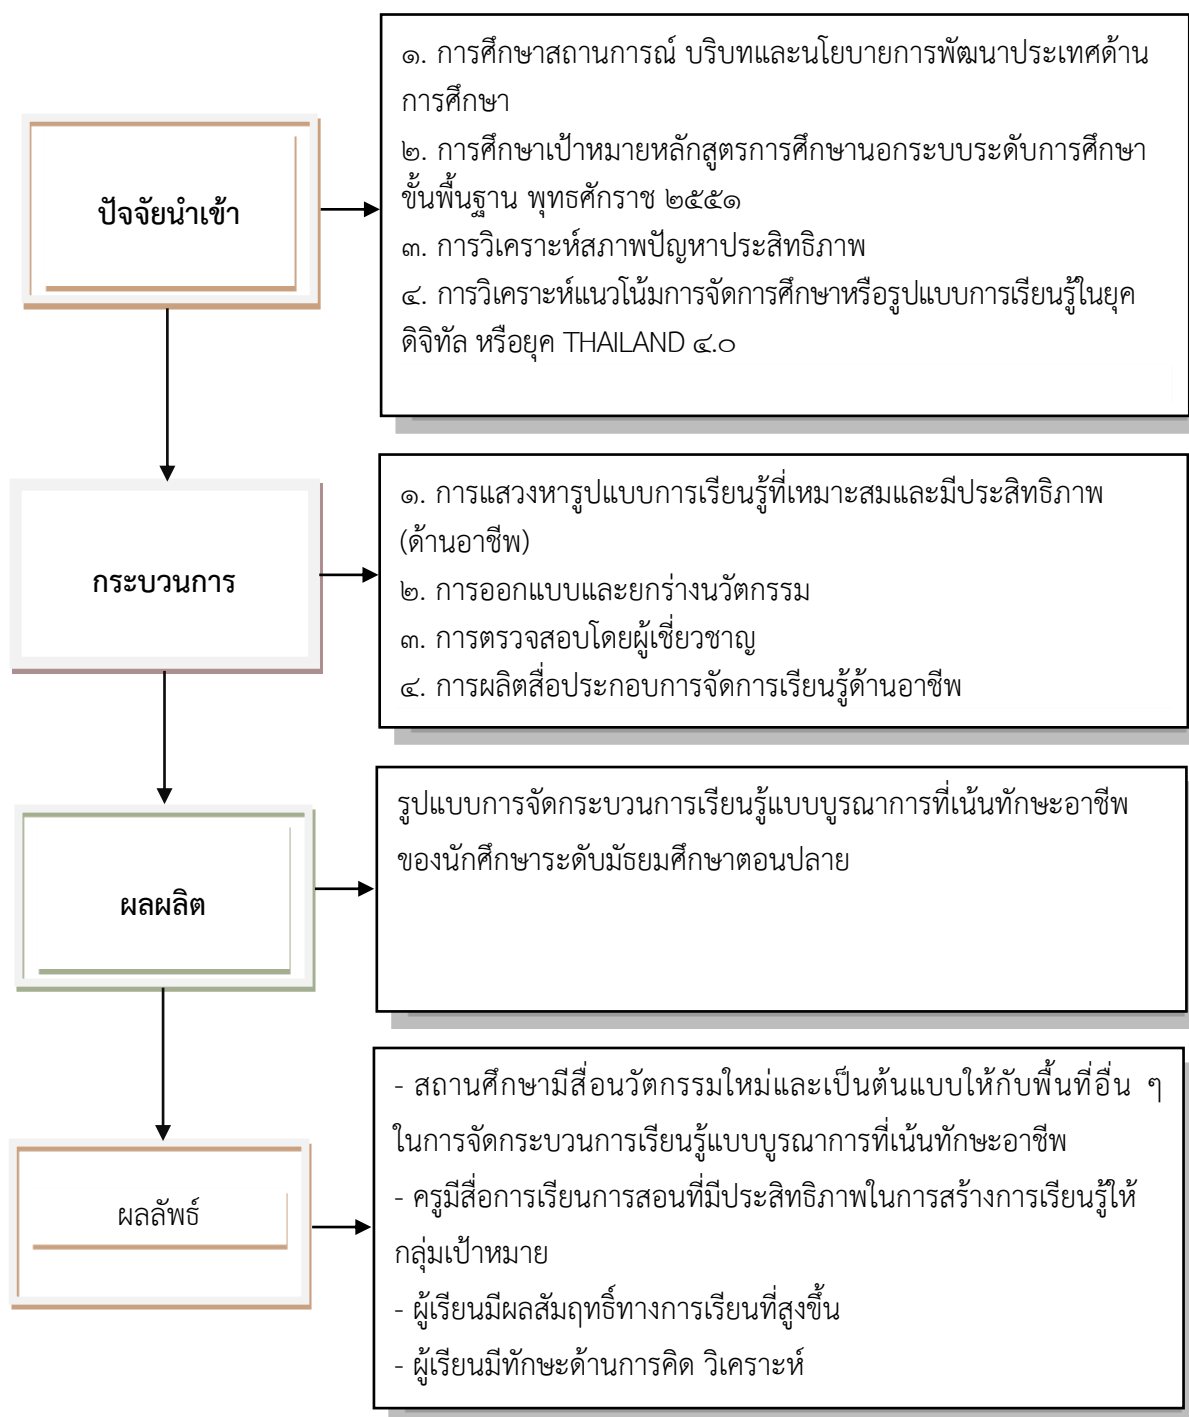 ๑. การศึกษาสถานการณ์ บริบทและนโยบายการพัฒนาประเทศด้าน
การศึกษา
๒. การศึกษาเป้าหมายหลักสูตรการศึกษานอกระบบระดับการศึกษา
ขั้นพื้นฐาน พุทธศักราช ๒๕๕๑
๓. การวิเคราะห์สภาพปัญหาประสิทธิภาพ
๔. การวิเคราะห์แนวโน้มการจัดการศึกษาหรือรูปแบบการเรียนรู้ในยุค
ดิจิทัล หรือยุค THAILAND ๔.๐
ปัจจัยนำเข้า
๑. การแสวงหารูปแบบการเรียนรู้ที่เหมาะสมและมีประสิทธิภาพ
(ด้านอาชีพ)
๒. การออกแบบและยกร่างนวัตกรรม
๓. การตรวจสอบโดยผู้เชี่ยวชาญ
๔. การผลิตสื่อประกอบการจัดการเรียนรู้ด้านอาชีพ
กระบวนการ
รูปแบบการจัดกระบวนการเรียนรู้แบบบูรณาการที่เน้นทักษะอาชีพ
ของนักศึกษาระดับมัธยมศึกษาตอนปลาย
ผลผลิต
- สถานศึกษามีสื่อนวัตกรรมใหม่และเป็นต้นแบบให้กับพื้นที่อื่น ๆ
ในการจัดกระบวนการเรียนรู้แบบบูรณาการที่เน้นทักษะอาชีพ
- ครูมีสื่อการเรียนการสอนที่มีประสิทธิภาพในการสร้างการเรียนรู้ให้
กลุ่มเป้าหมาย
- ผู้เรียนมีผลสัมฤทธิ์ทางการเรียนที่สูงขึ้น
- ผู้เรียนมีทักษะด้านการคิด วิเคราะห์
ผลลัพธ์